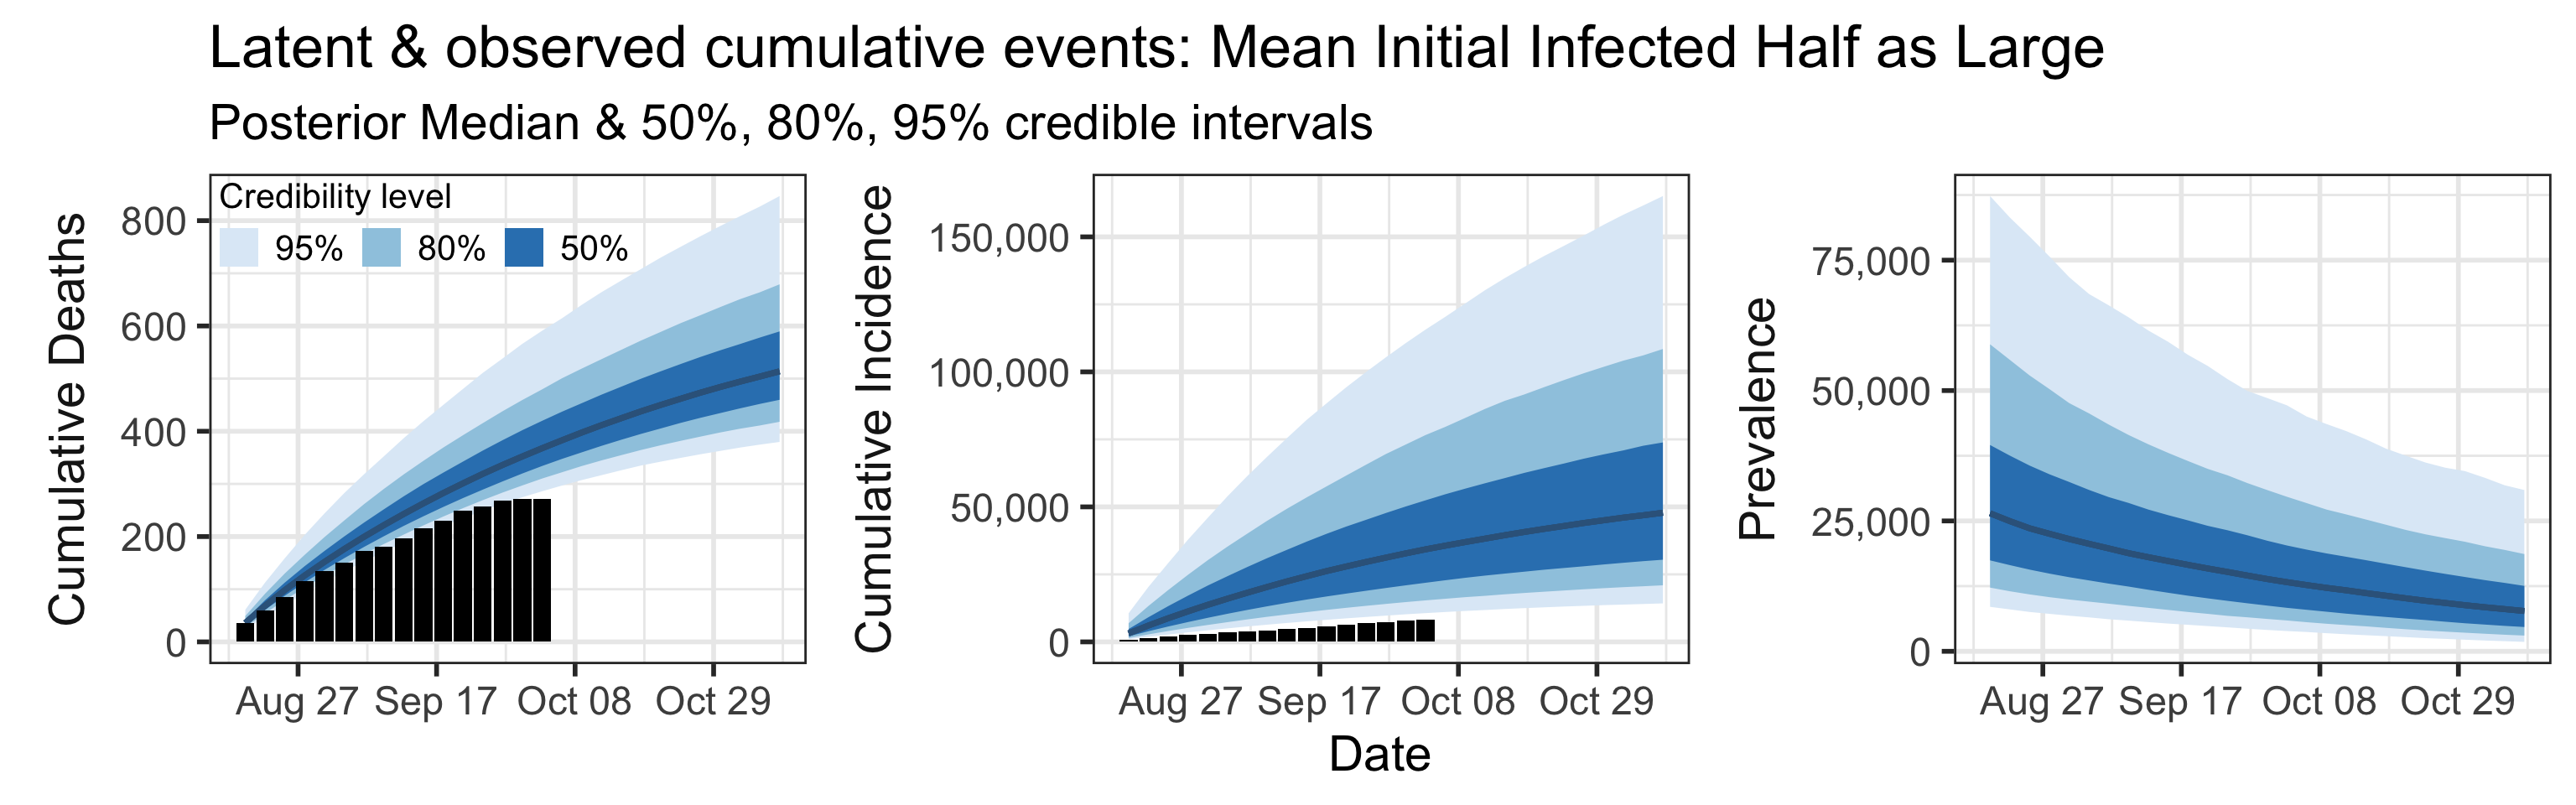 Latent & observed cumulative events: Mean Initial Infected Half as Large
Posterior Median & 50%, 80%, 95% credible intervals
Cumulative Deaths
800
600
400
200
0
Credibility level
95% 80% 50%
Aug 27 Sep 17 Oct 08 Oct 29
Cumulative Incidence
150,000
100,000
50,000
0
Aug 27 Sep 17 Oct 08 Oct 29
Prevalence
75,000
50,000
25,000
0
Aug 27 Sep 17 Oct 08 Oct 29
Date